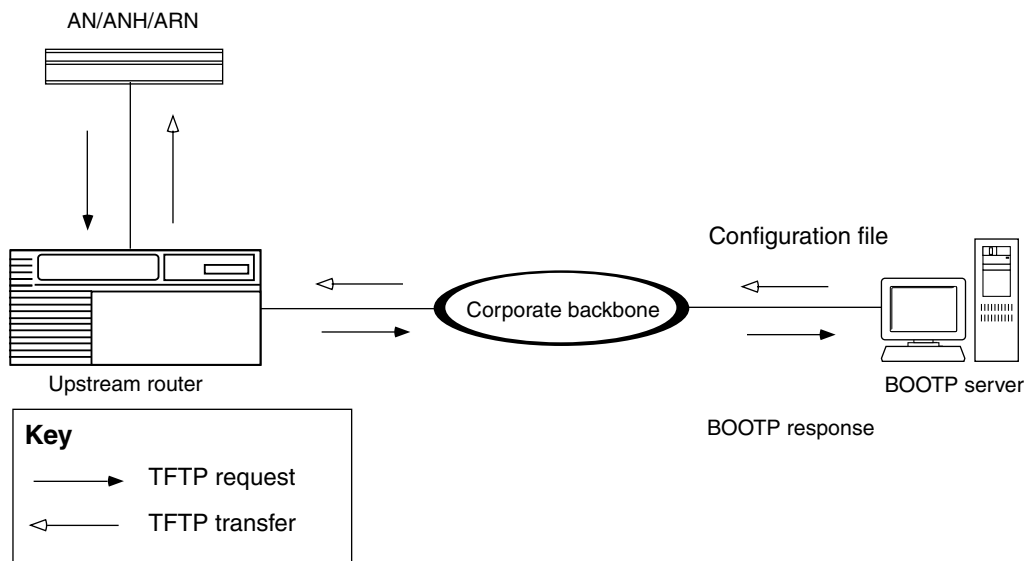 AN/ANH/ARN
Configuration file
Corporate backbone
Upstream router
BOOTP server
BOOTP response
Key
TFTP request
TFTP transfer